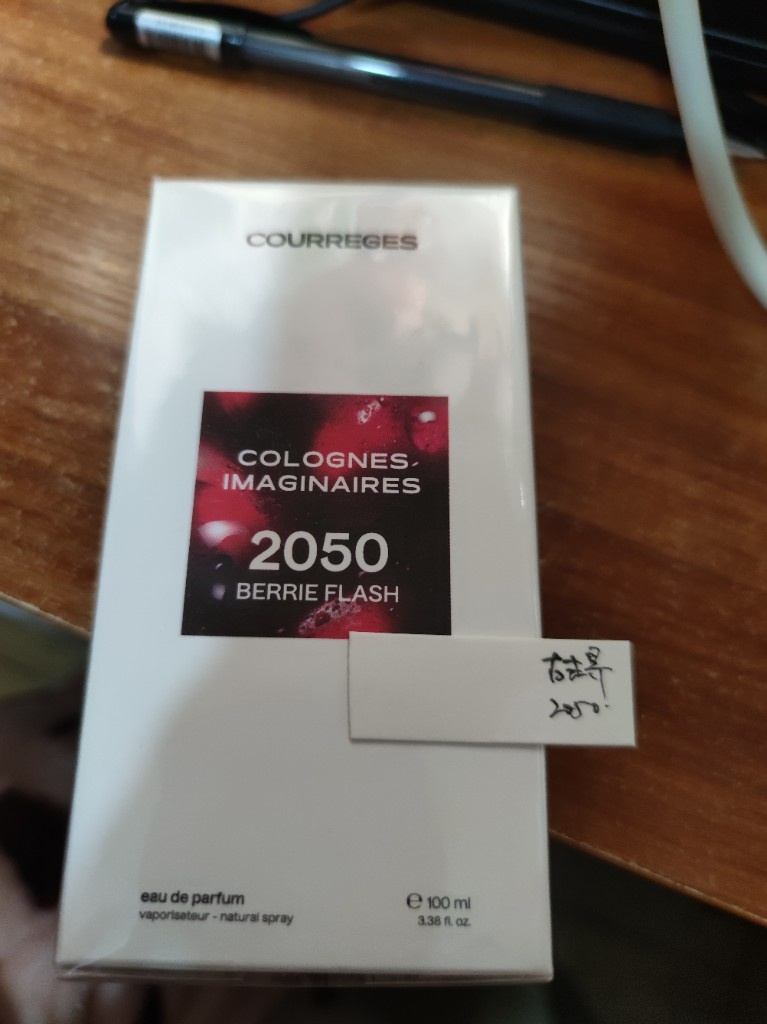 COURREGES
COLOGNES
IMAGINAIRES
2050
BERRIE FLASH
2050
eau de parfum
vaporisateur - natural spray
℮ 100 ml
3.38 fl. oz.